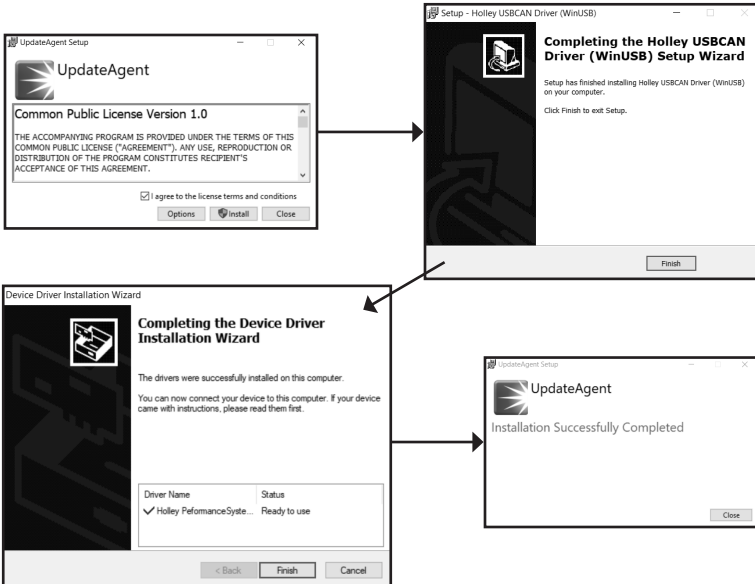 UpdateAgent Setup
UpdateAgent
Common Public License Version 1.0
THE ACCOMPANYING PROGRAM IS PROVIDED UNDER THE TERMS OF THIS
COMMON PUBLIC LICENSE ("AGREEMENT"). ANY USE, REPRODUCTION OR
DISTRIBUTION OF THE PROGRAM CONSTITUTES RECIPIENT'S
ACCEPTANCE OF THIS AGREEMENT.
I agree to the license terms and conditions
Options Install Close
Setup - Holley USBCAN Driver (WinUSB)
Completing the Holley USBCAN
Driver (WinUSB) Setup Wizard
Setup has finished installing Holley USBCAN Driver (WinUSB)
on your computer.
Click Finish to exit Setup.
Finish
Device Driver Installation Wizard
Completing the Device Driver
Installation Wizard
The drivers were successfully installed on this computer.
You can now connect your device to this computer. If your device
came with instructions, please read them first.
Driver Name Status
Holley PeformanceSyste... Ready to use
< Back Finish Cancel
UpdateAgent Setup
UpdateAgent
Installation Successfully Completed
Close